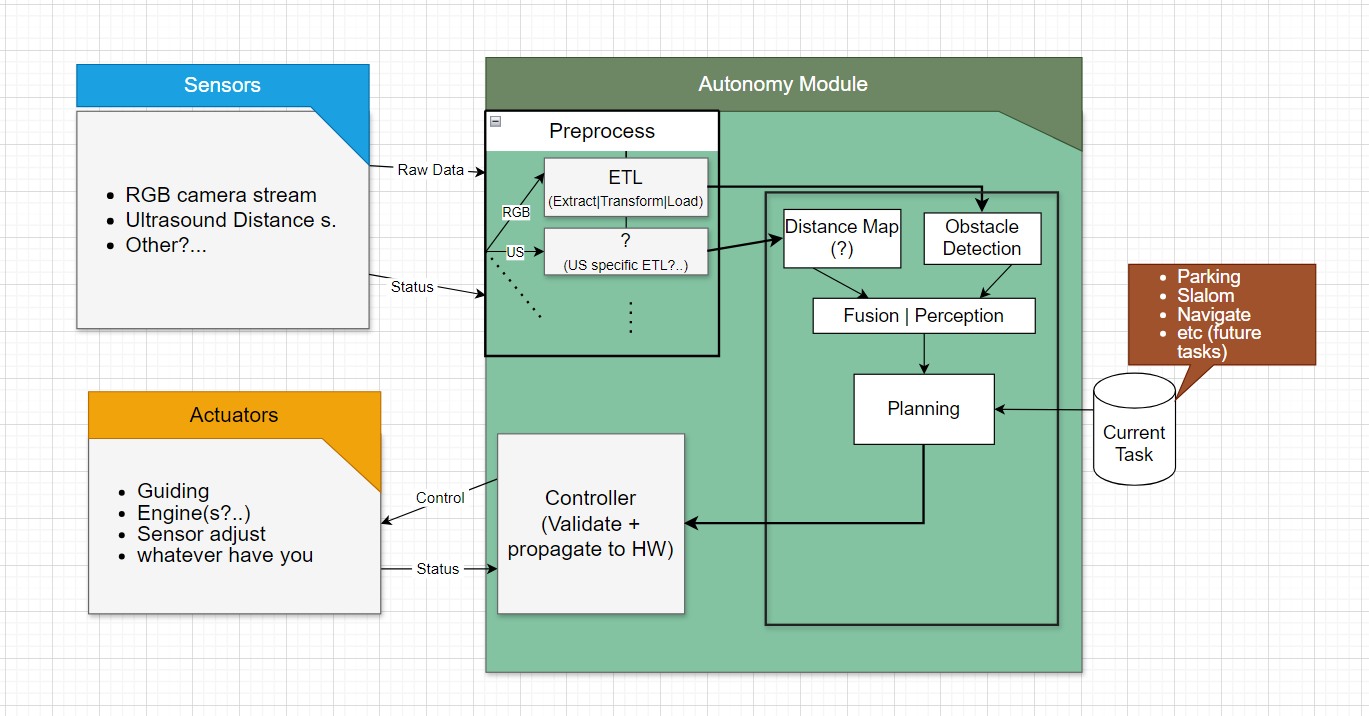 Sensors
RGB camera stream
Ultrasound Distance s.
Other?...
Raw Data
Status
Autonomy Module
Preprocess
ETL
(Extract|Transform|Load)
RGB
US
?
(US specific ETL?..)
Distance Map
(?)
Obstacle
Detection
Fusion | Perception
Planning
Parking
Slalom
Navigate
etc (future
tasks)
Current
Task
Actuators
Guiding
Engine(s?..)
Sensor adjust
whatever have you
Control
Status
Controller
(Validate +
propagate to HW)